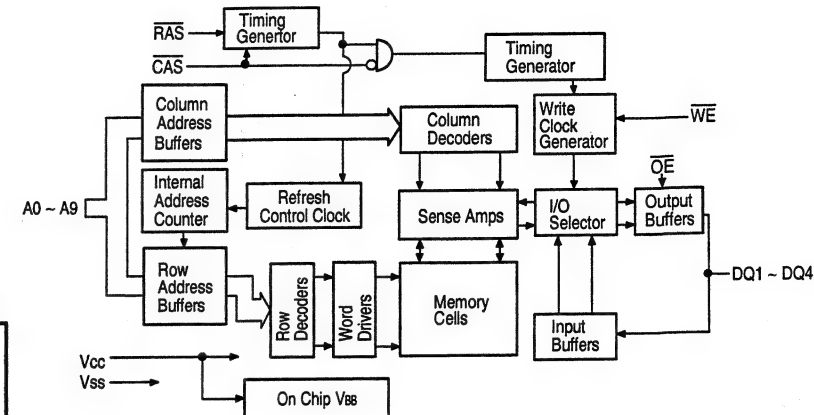 RAS
Timing
Genertor
CAS
Timing
Generator
Column
Address
Buffers
Column
Decoders
Write
Clock
Generator
WE
OE
Internal
Address
Counter
Refresh
Control Clock
A0 ~ A9
Sense Amps
I/O
Selector
Output
Buffers
Row
Address
Buffers
Row
Decoders
Word
Drivers
Memory
Cells
DQ1 ~ DQ4
Input
Buffers
Vcc
Vss
On Chip VBB